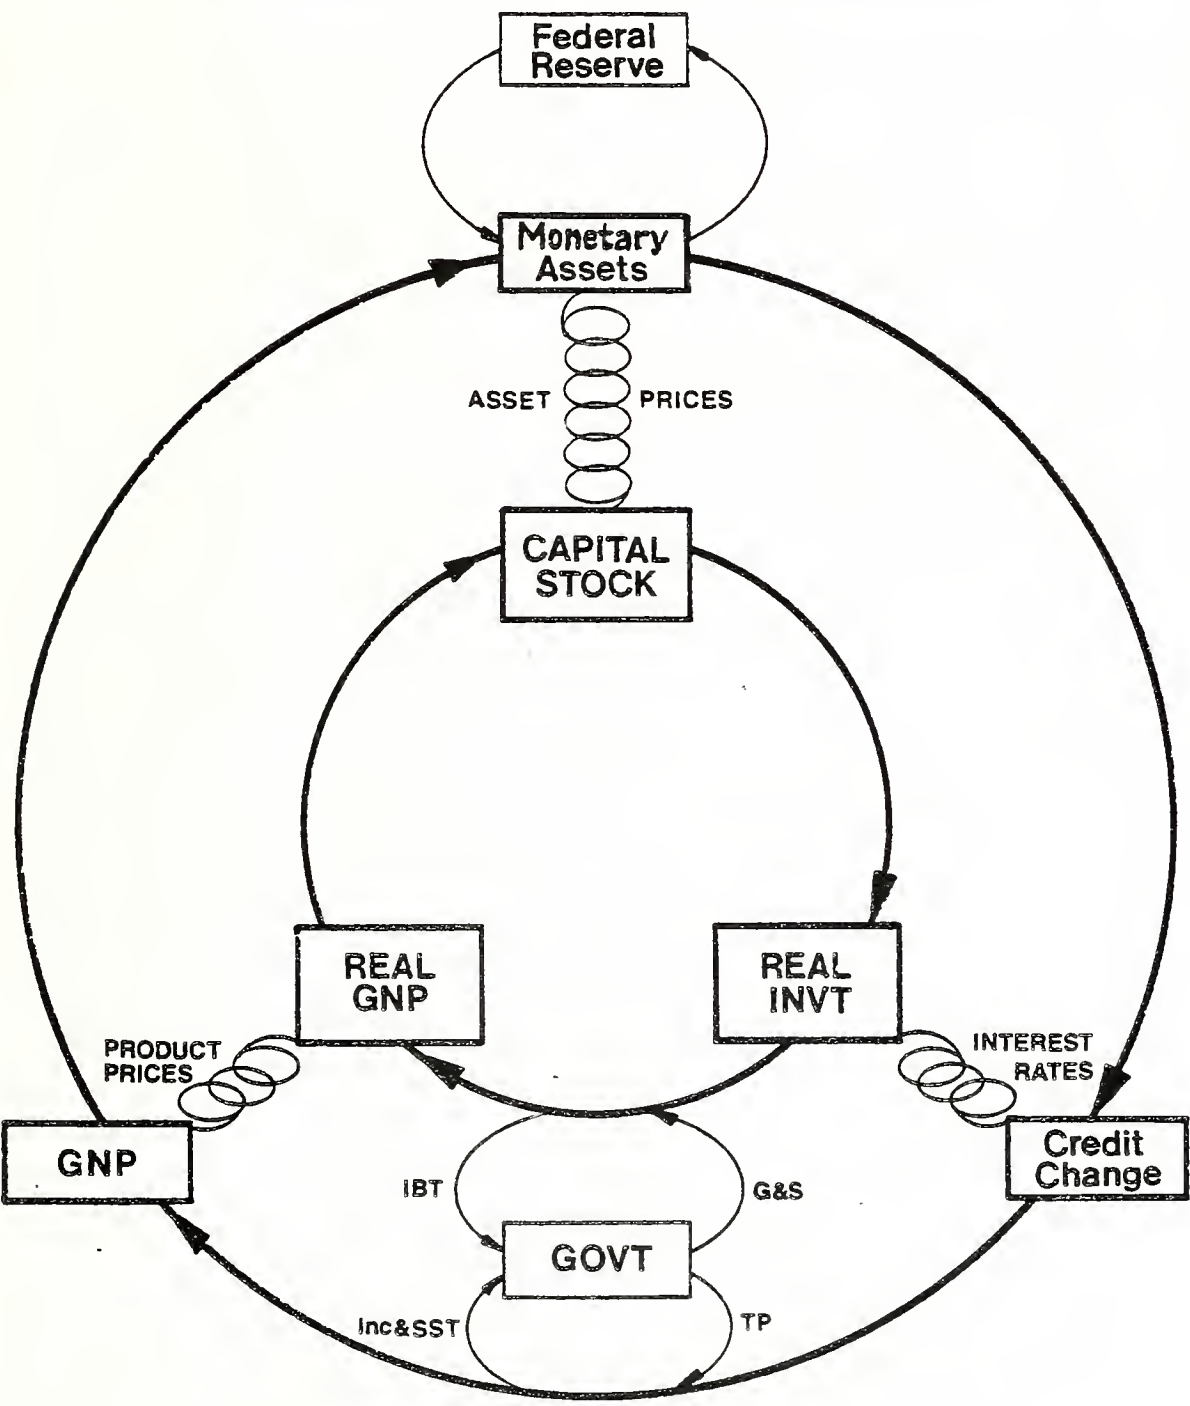 Federal
Reserve
Monetary
Assets
ASSET PRICES
CAPITAL
STOCK
REAL
GNP
REAL
INVT
PRODUCT
PRICES
INTEREST
RATES
GNP
Credit
Change
IBT
G&S
GOVT
Inc&SST
TP